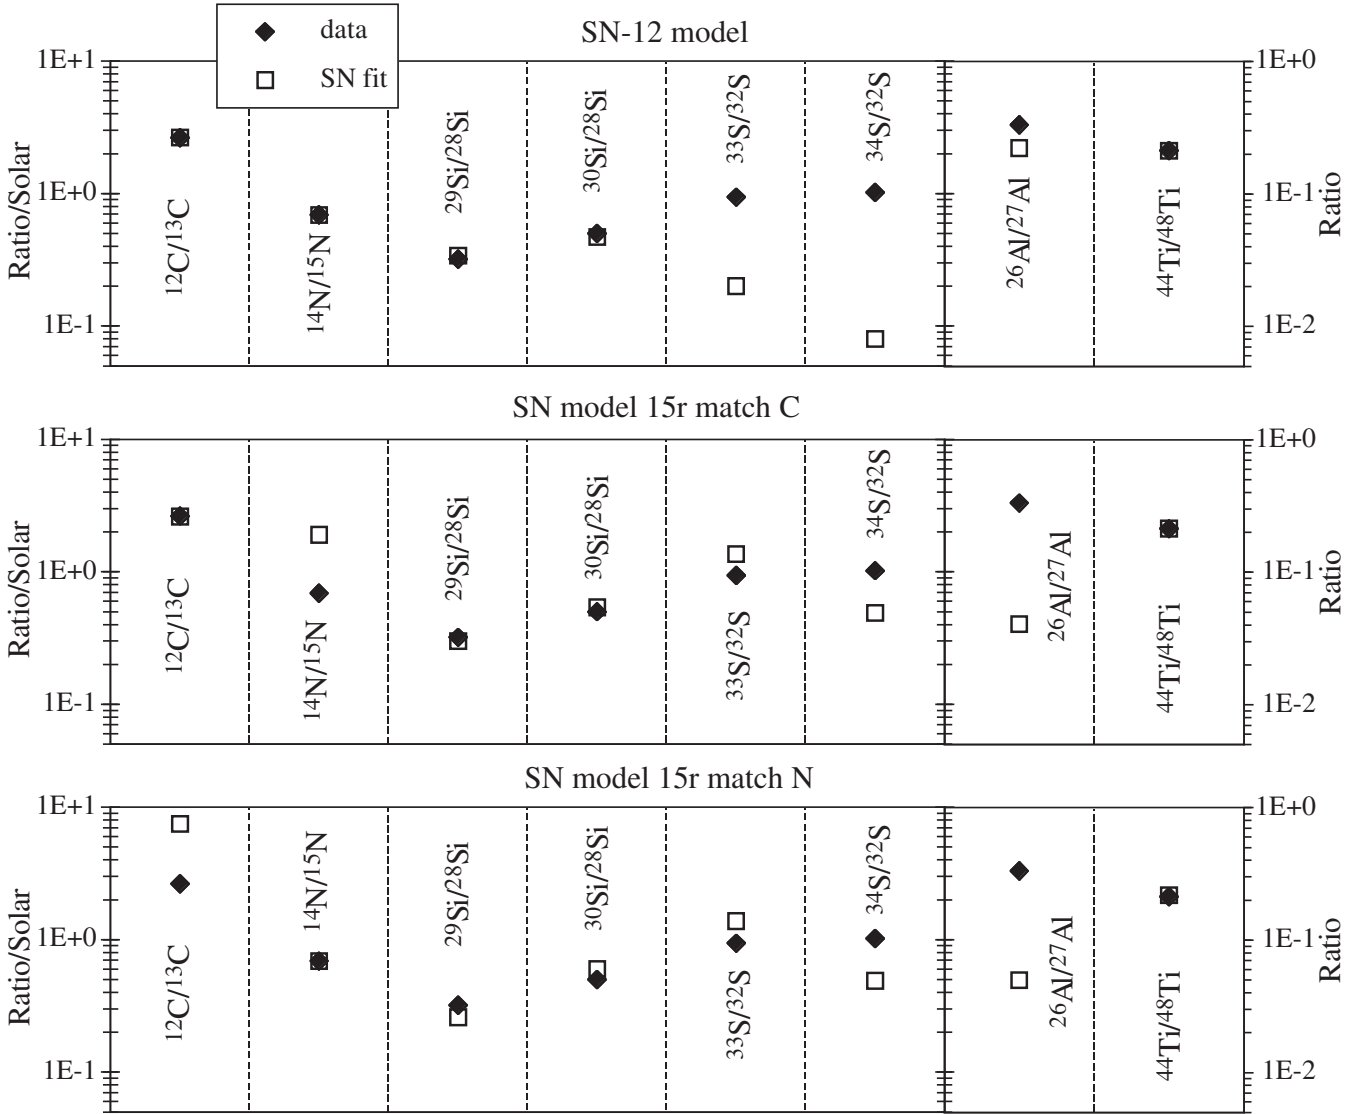 data
SN fit
SN-12 model
1E+1
1E+0
1E-1
Ratio/Solar
12C/13C
14N/15N
29Si/28Si
30Si/28Si
33S/32S
34S/32S
26Al/27Al
44Ti/48Ti
1E+0
1E-1
1E-2
Ratio
SN model 15r match C
1E+1
1E+0
1E-1
Ratio/Solar
12C/13C
14N/15N
29Si/28Si
30Si/28Si
33S/32S
34S/32S
26Al/27Al
44Ti/48Ti
1E+0
1E-1
1E-2
Ratio
SN model 15r match N
1E+1
1E+0
1E-1
Ratio/Solar
12C/13C
14N/15N
29Si/28Si
30Si/28Si
33S/32S
34S/32S
26Al/27Al
44Ti/48Ti
1E+0
1E-1
1E-2
Ratio